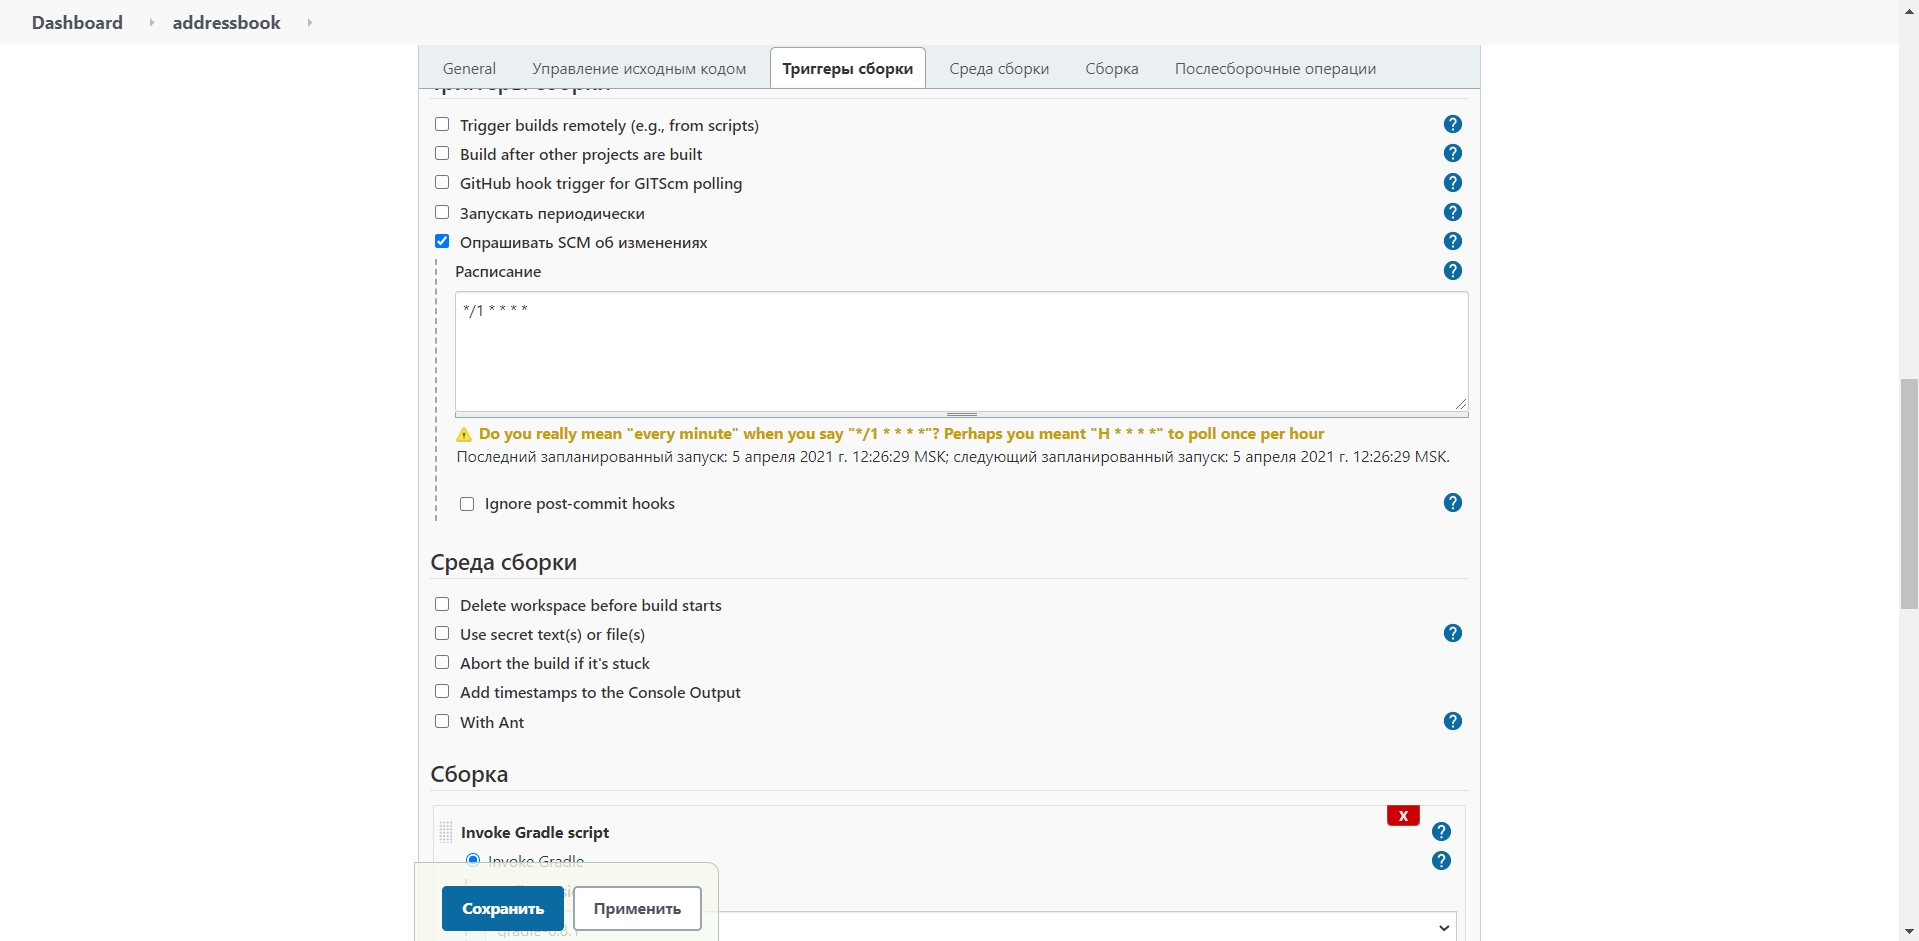 Dashboard addressbook
General Управление исходным кодом Триггеры сборки Среда сборки Сборка Послесборочные операции
Триггеры сборки
Trigger builds remotely (e.g., from scripts) ?
Build after other projects are built ?
GitHub hook trigger for GITScm polling ?
Запускать периодически ?
Опрашивать SCM об изменениях ?
Расписание ?
*/1 * * * *
Do you really mean "every minute" when you say "*/1 * * * *"? Perhaps you meant "H * * * *" to poll once per hour
Последний запланированный запуск: 5 апреля 2021 г. 12:26:29 MSK; следующий запланированный запуск: 5 апреля 2021 г. 12:26:29 MSK.
Ignore post-commit hooks ?
Среда сборки
Delete workspace before build starts
Use secret text(s) or file(s) ?
Abort the build if it's stuck
Add timestamps to the Console Output
With Ant ?
Сборка
X
Invoke Gradle script ?
Invoke Gradle ?
Сохранить Применить
gradle-6.8.1